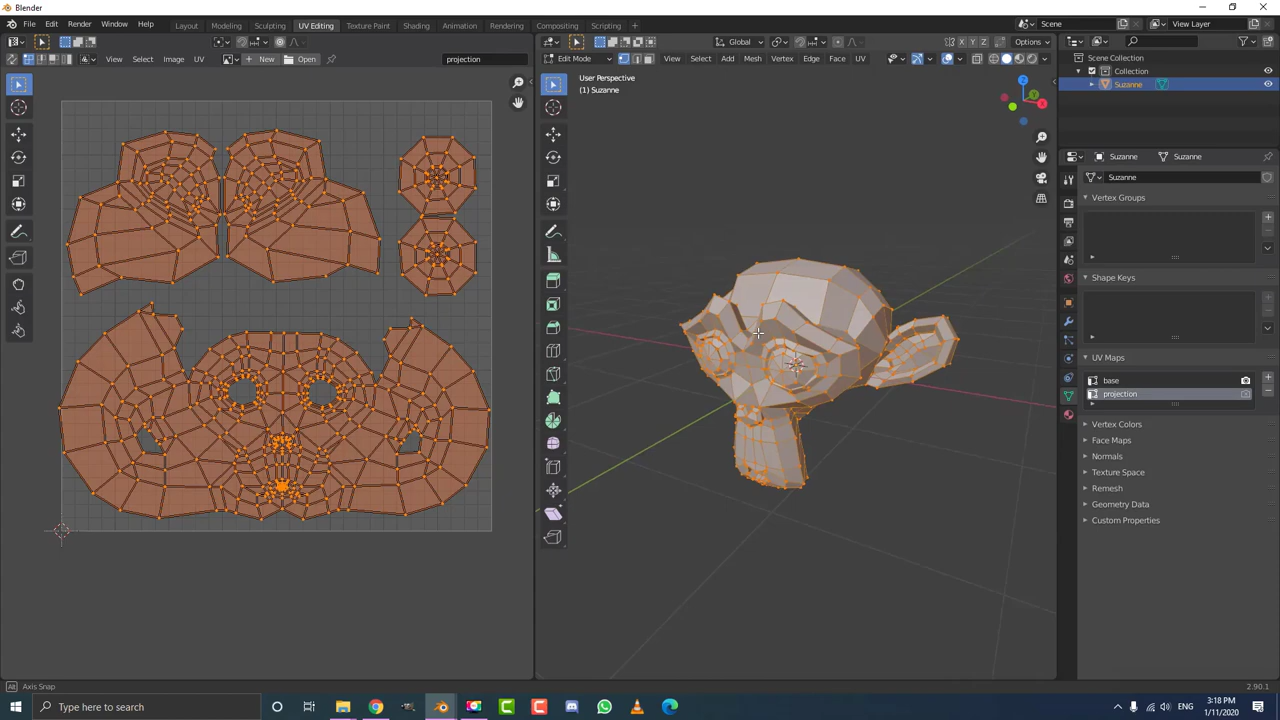 Blender
File Edit Render Window Help Layout Modeling Sculpting UV Editing Texture Paint Shading Animation Rendering Compositing Scripting + Scene View Layer
Global Options
View Select Image UV New Open projection Edit Mode View Select Add Mesh Vertex Edge Face UV
X Y Z
Scene Collection
Collection
Suzanne
User Perspective
(1) Suzanne
Z
Y
X
Suzanne Suzanne
Suzanne
Vertex Groups
Shape Keys
UV Maps
base
projection
Vertex Colors
Face Maps
Normals
Texture Space
Remesh
Geometry Data
Custom Properties
Alt Axis Snap 2.90.1
Type here to search
ENG
3:18 PM
1/11/2020